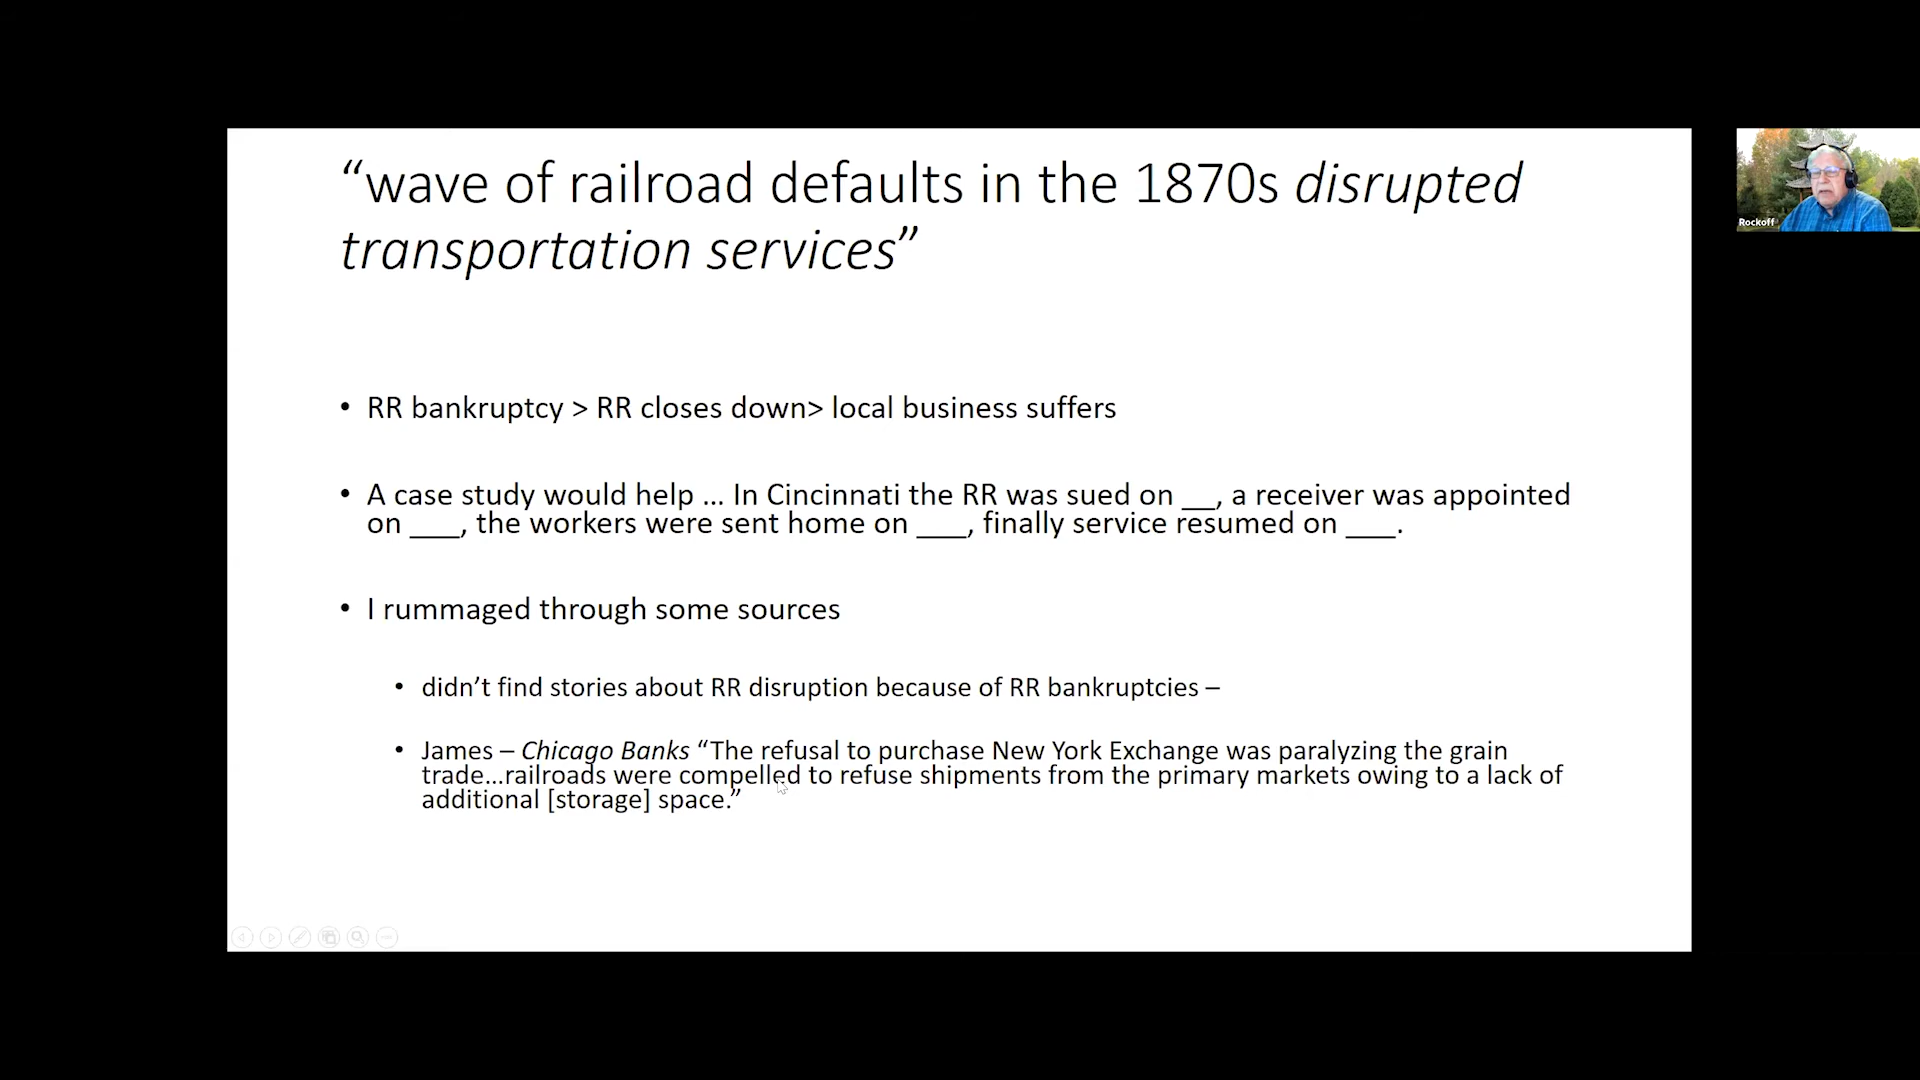 “wave of railroad defaults in the 1870s disrupted
transportation services”
Rockoff
• RR bankruptcy > RR closes down> local business suffers
• A case study would help … In Cincinnati the RR was sued on __, a receiver was appointed
on ___, the workers were sent home on ___, finally service resumed on ___.
• I rummaged through some sources
• didn’t find stories about RR disruption because of RR bankruptcies –
• James – Chicago Banks “The refusal to purchase New York Exchange was paralyzing the grain
trade…railroads were compelled to refuse shipments from the primary markets owing to a lack of
additional [storage] space.”